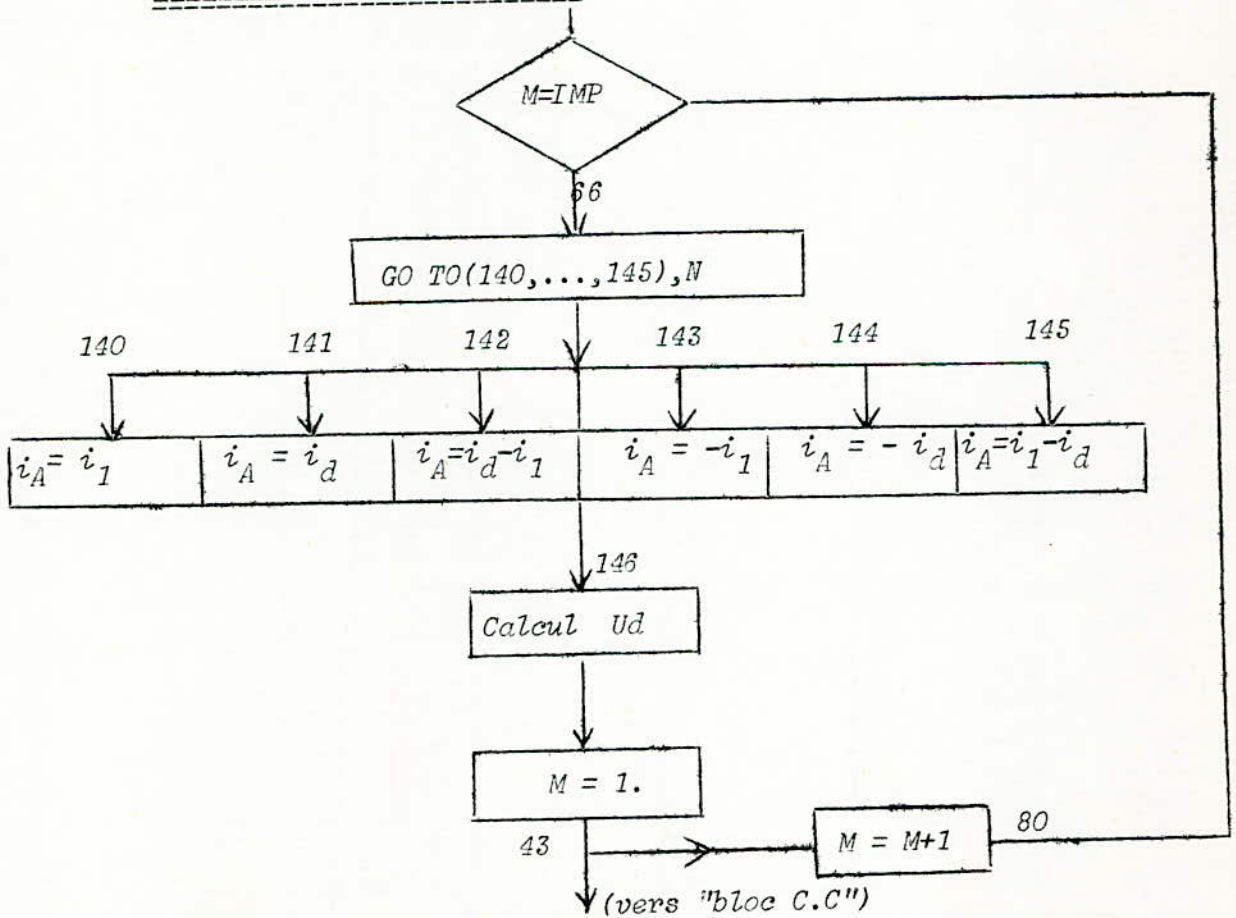 M=IMP
66
GO TO(140,...,145),N
140 141 142 143 144 145
i_A= i_1 i_A = i_d i_A=i_d-i_1 i_A = -i_1 i_A = - i_d i_A=i_1-i_d
146
Calcul Ud
M = 1.
43 M = M+1 80
(vers "bloc C.C")